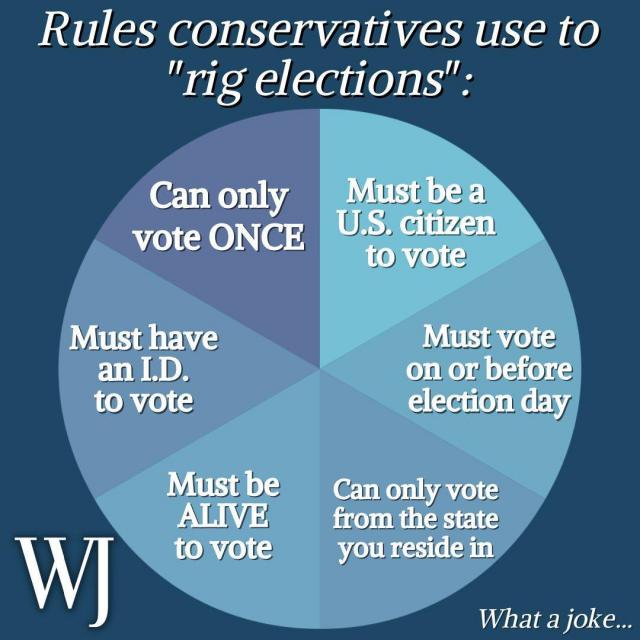 Rules conservatives use to
"rig elections":
Can only
vote ONCE
Must be a
U.S. citizen
to vote
Must have
an I.D.
to vote
Must vote
on or before
election day
Must be
ALIVE
to vote
Can only vote
from the state
you reside in
WJ
What a joke...